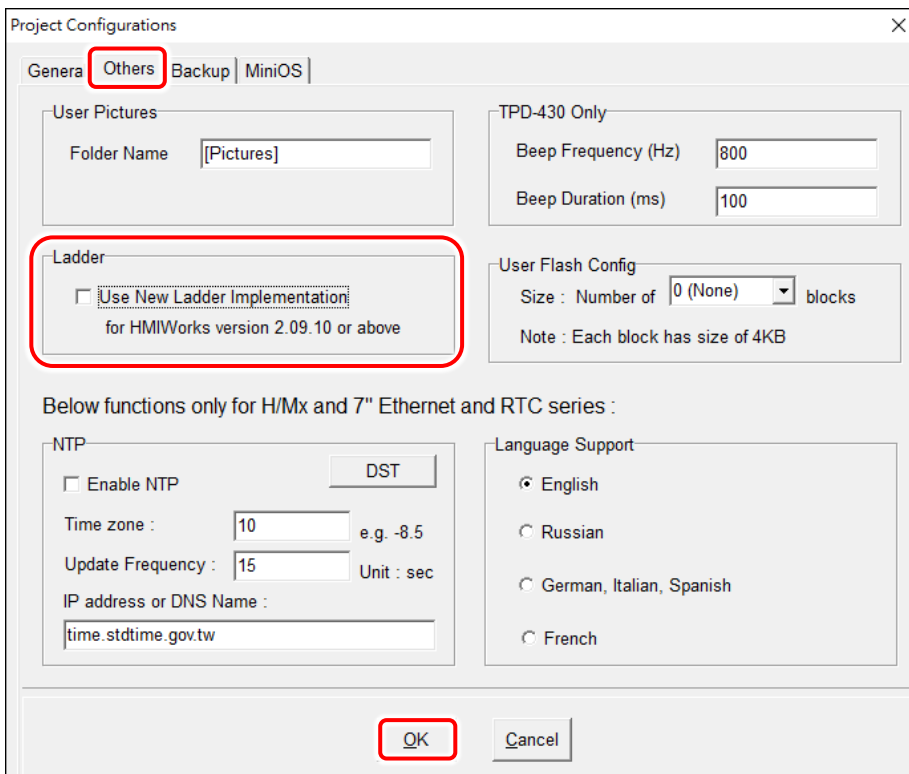 Project Configurations
General Others Backup MiniOS
User Pictures
Folder Name [Pictures]
TPD-430 Only
Beep Frequency (Hz) 800
Beep Duration (ms) 100
Ladder
Use New Ladder Implementation
for HMIWorks version 2.09.10 or above
User Flash Config
Size : Number of 0 (None) blocks
Note : Each block has size of 4KB
Below functions only for H/Mx and 7" Ethernet and RTC series :
NTP
DST
Enable NTP
Time zone : 10 e.g. -8.5
Update Frequency : 15 Unit : sec
IP address or DNS Name :
time.stdtime.gov.tw
Language Support
English
Russian
German, Italian, Spanish
French
OK Cancel